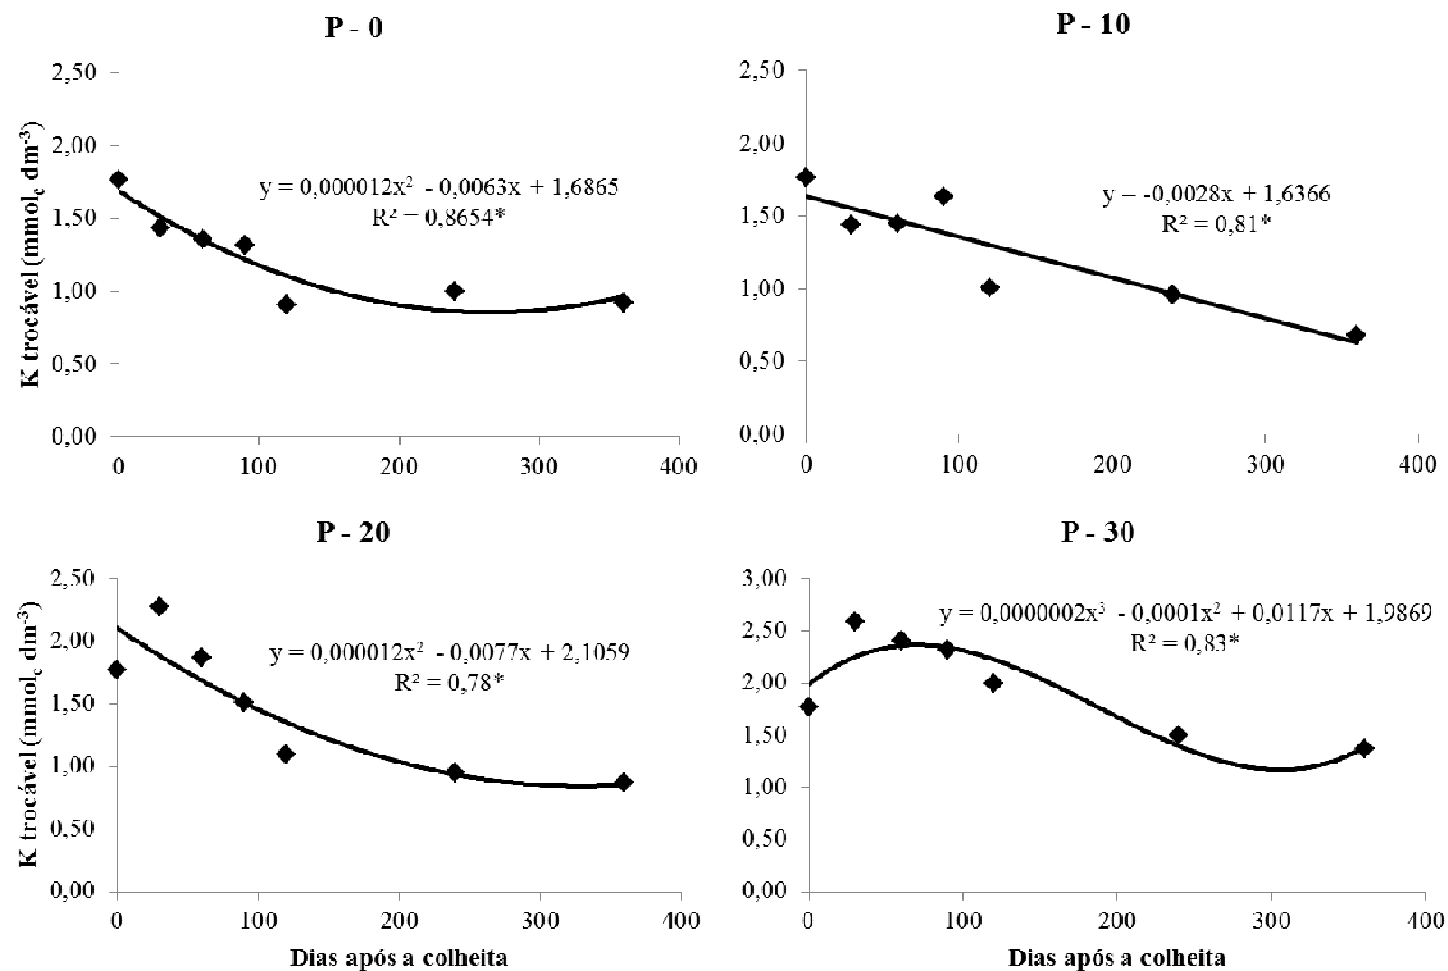 P - 0
2,50
2,00
1,50
1,00
0,50
0,00
K trocável (mmolc dm-3)
y = 0,000012x² - 0,0063x + 1,6865
R² = 0,8654*
0 100 200 300 400
P - 10
2,50
2,00
1,50
1,00
0,50
0,00
y = -0,0028x + 1,6366
R² = 0,81*
0 100 200 300 400
P - 20
2,50
2,00
1,50
1,00
0,50
0,00
K trocável (mmolc dm-3)
y = 0,000012x² - 0,0077x + 2,1059
R² = 0,78*
0 100 200 300 400
Dias após a colheita
P - 30
3,00
2,50
2,00
1,50
1,00
0,50
0,00
y = 0,0000002x³ - 0,0001x² + 0,0117x + 1,9869
R² = 0,83*
0 100 200 300 400
Dias após a colheita